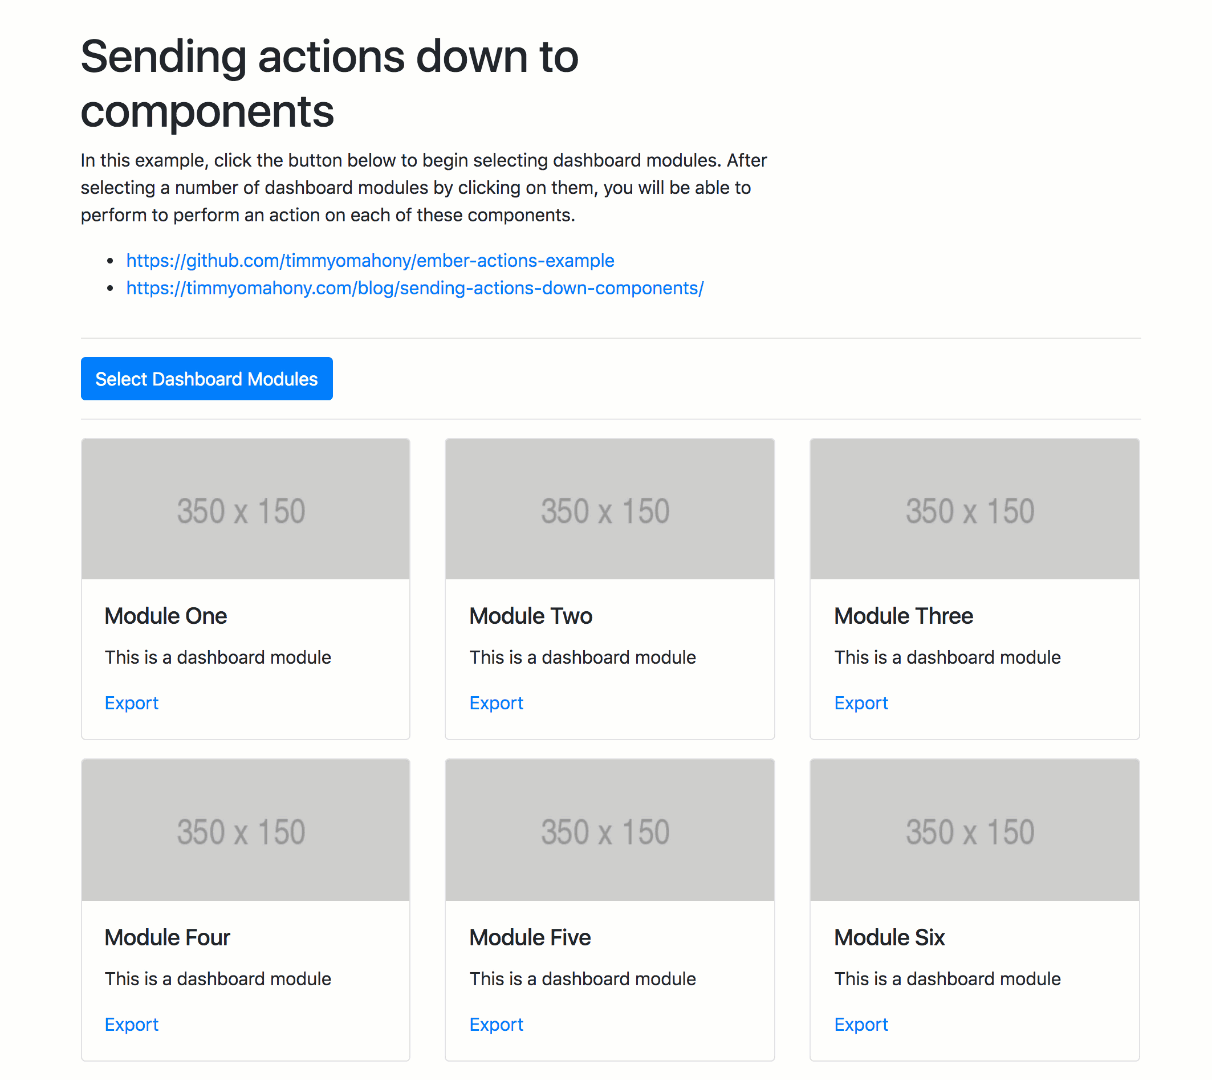 Sending actions down to
components
In this example, click the button below to begin selecting dashboard modules. After
selecting a number of dashboard modules by clicking on them, you will be able to
perform to perform an action on each of these components.
https://github.com/timmyomahony/ember-actions-example
https://timmyomahony.com/blog/sending-actions-down-components/
Select Dashboard Modules
350 x 150
350 x 150
350 x 150
Module One
Module Two
Module Three
This is a dashboard module
This is a dashboard module
This is a dashboard module
Export
Export
Export
350 x 150
350 x 150
350 x 150
Module Four
Module Five
Module Six
This is a dashboard module
This is a dashboard module
This is a dashboard module
Export
Export
Export